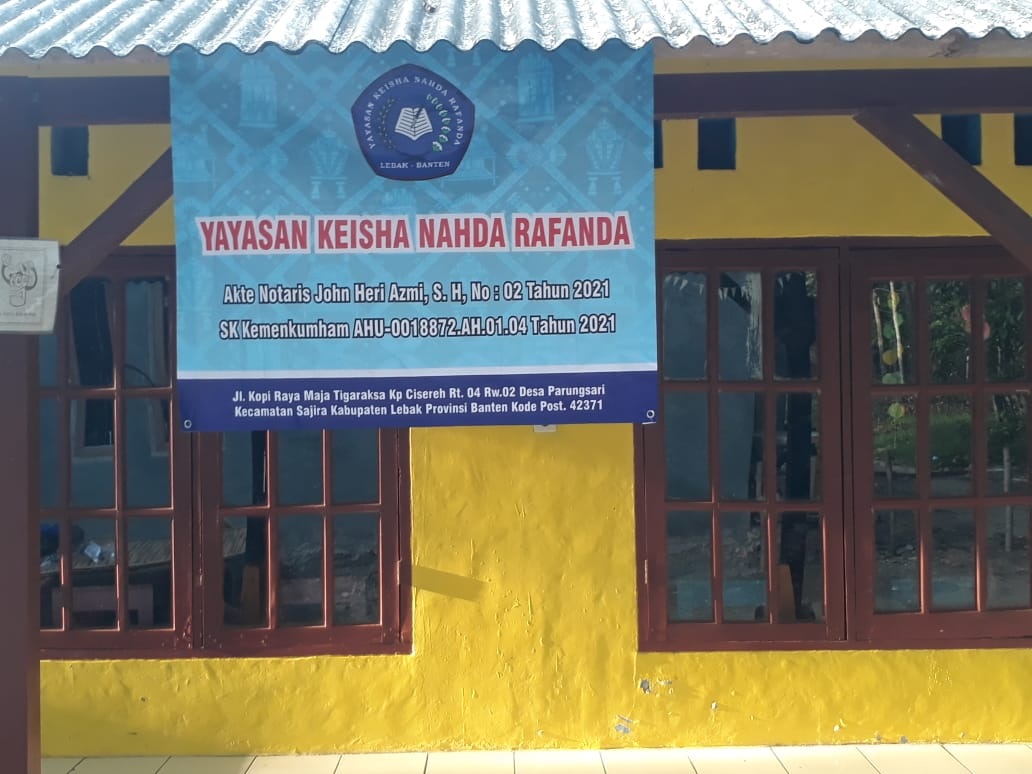 YAYASAN KEISHA NAHDA RAFANDA
LEBAK - BANTEN
YAYASAN KEISHA NAHDA RAFANDA
Akte Notaris John Heri Azmi, S. H, No : 02 Tahun 2021
SK Kemenkumham AHU-0018872.AH.01.04 Tahun 2021
Jl. Kopi Raya Maja Tigaraksa Kp Cisereh Rt. 04 Rw.02 Desa Parungsari
Kecamatan Sajira Kabupaten Lebak Provinsi Banten Kode Post. 42371